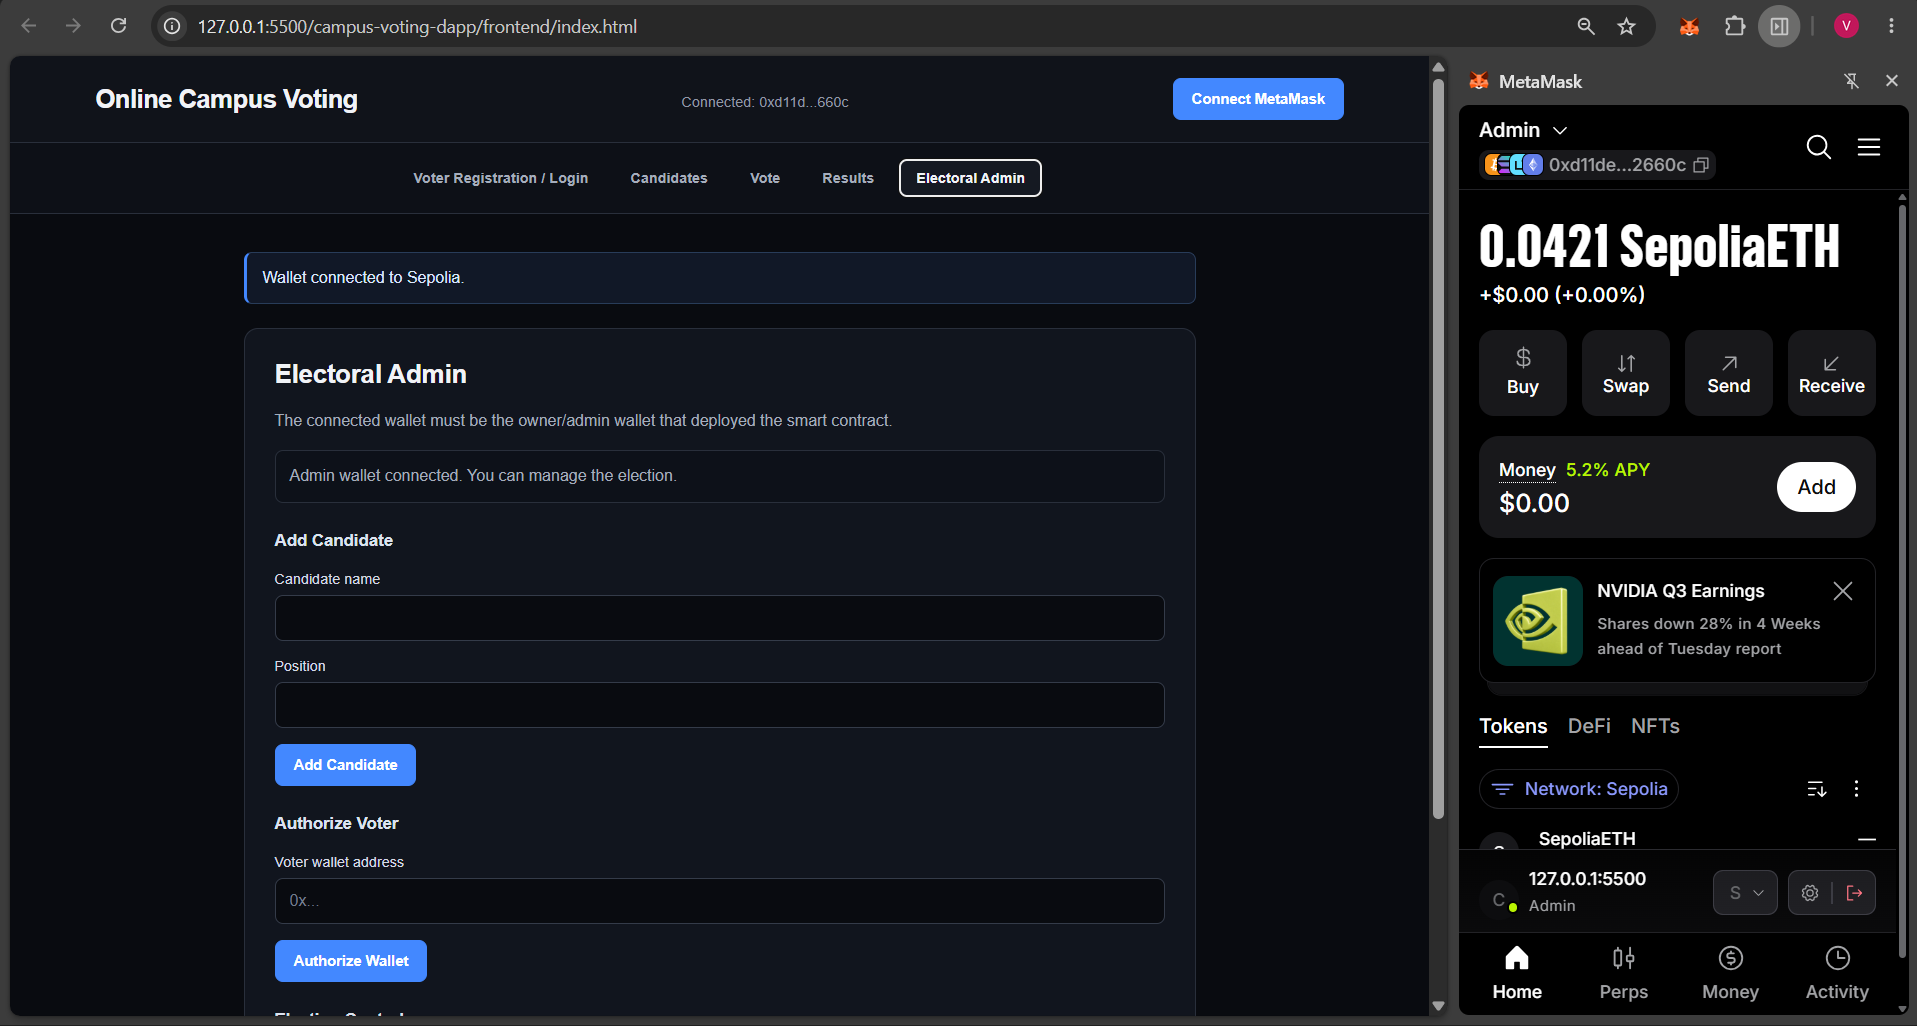 127.0.0.1:5500/campus-voting-dapp/frontend/index.html
V
Online Campus Voting
Connected: 0xd11d...660c
Connect MetaMask
Voter Registration / Login
Candidates
Vote
Results
Electoral Admin
Wallet connected to Sepolia.
Electoral Admin
The connected wallet must be the owner/admin wallet that deployed the smart contract.
Admin wallet connected. You can manage the election.
Add Candidate
Candidate name
Position
Add Candidate
Authorize Voter
Voter wallet address
0x...
Authorize Wallet
MetaMask
Admin
0xd11de...2660c
0.0421 SepoliaETH
+$0.00 (+0.00%)
Buy
Swap
Send
Receive
Money 5.2% APY
$0.00
Add
NVIDIA Q3 Earnings
Shares down 28% in 4 Weeks
ahead of Tuesday report
Tokens
DeFi
NFTs
Network: Sepolia
SepoliaETH
C
127.0.0.1:5500
Admin
S
Home
Perps
Money
Activity